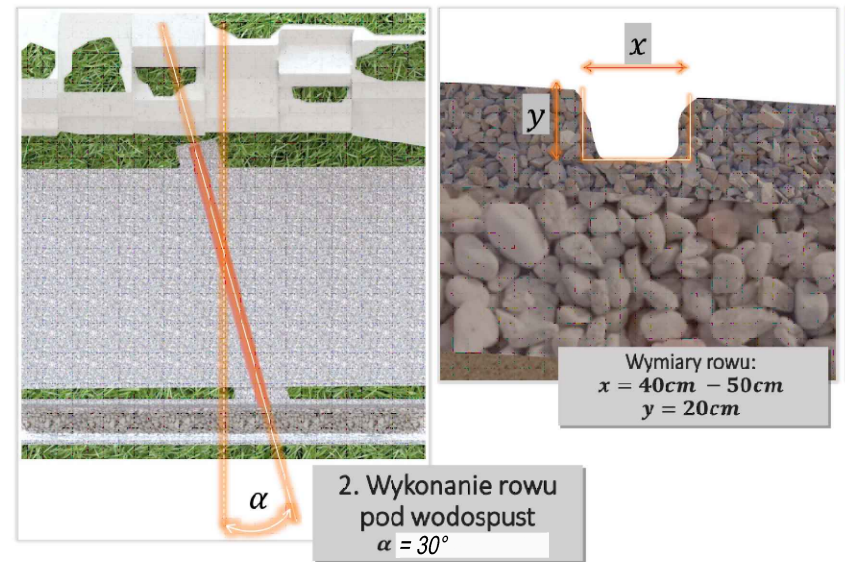 x
y
Wymiary rowu:
x = 40cm – 50cm
y = 20cm
α
2. Wykonanie rowu
pod wodospust
α = 30°